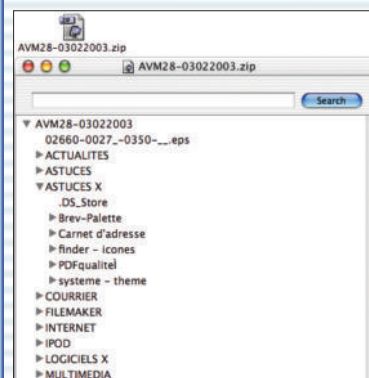 AVM28-03022003.zip
AVM28-03022003.zip
Search
AVM28-03022003
02660-0027_-0350-__.eps
ACTUALITES
ASTUCES
ASTUCES X
.DS_Store
Brev-Palette
Carnet d'adresse
finder - icones
PDFqualitel
systeme - theme
COURRIER
FILEMAKER
INTERNET
IPOD
LOGICIELS X
MULTIMEDIA